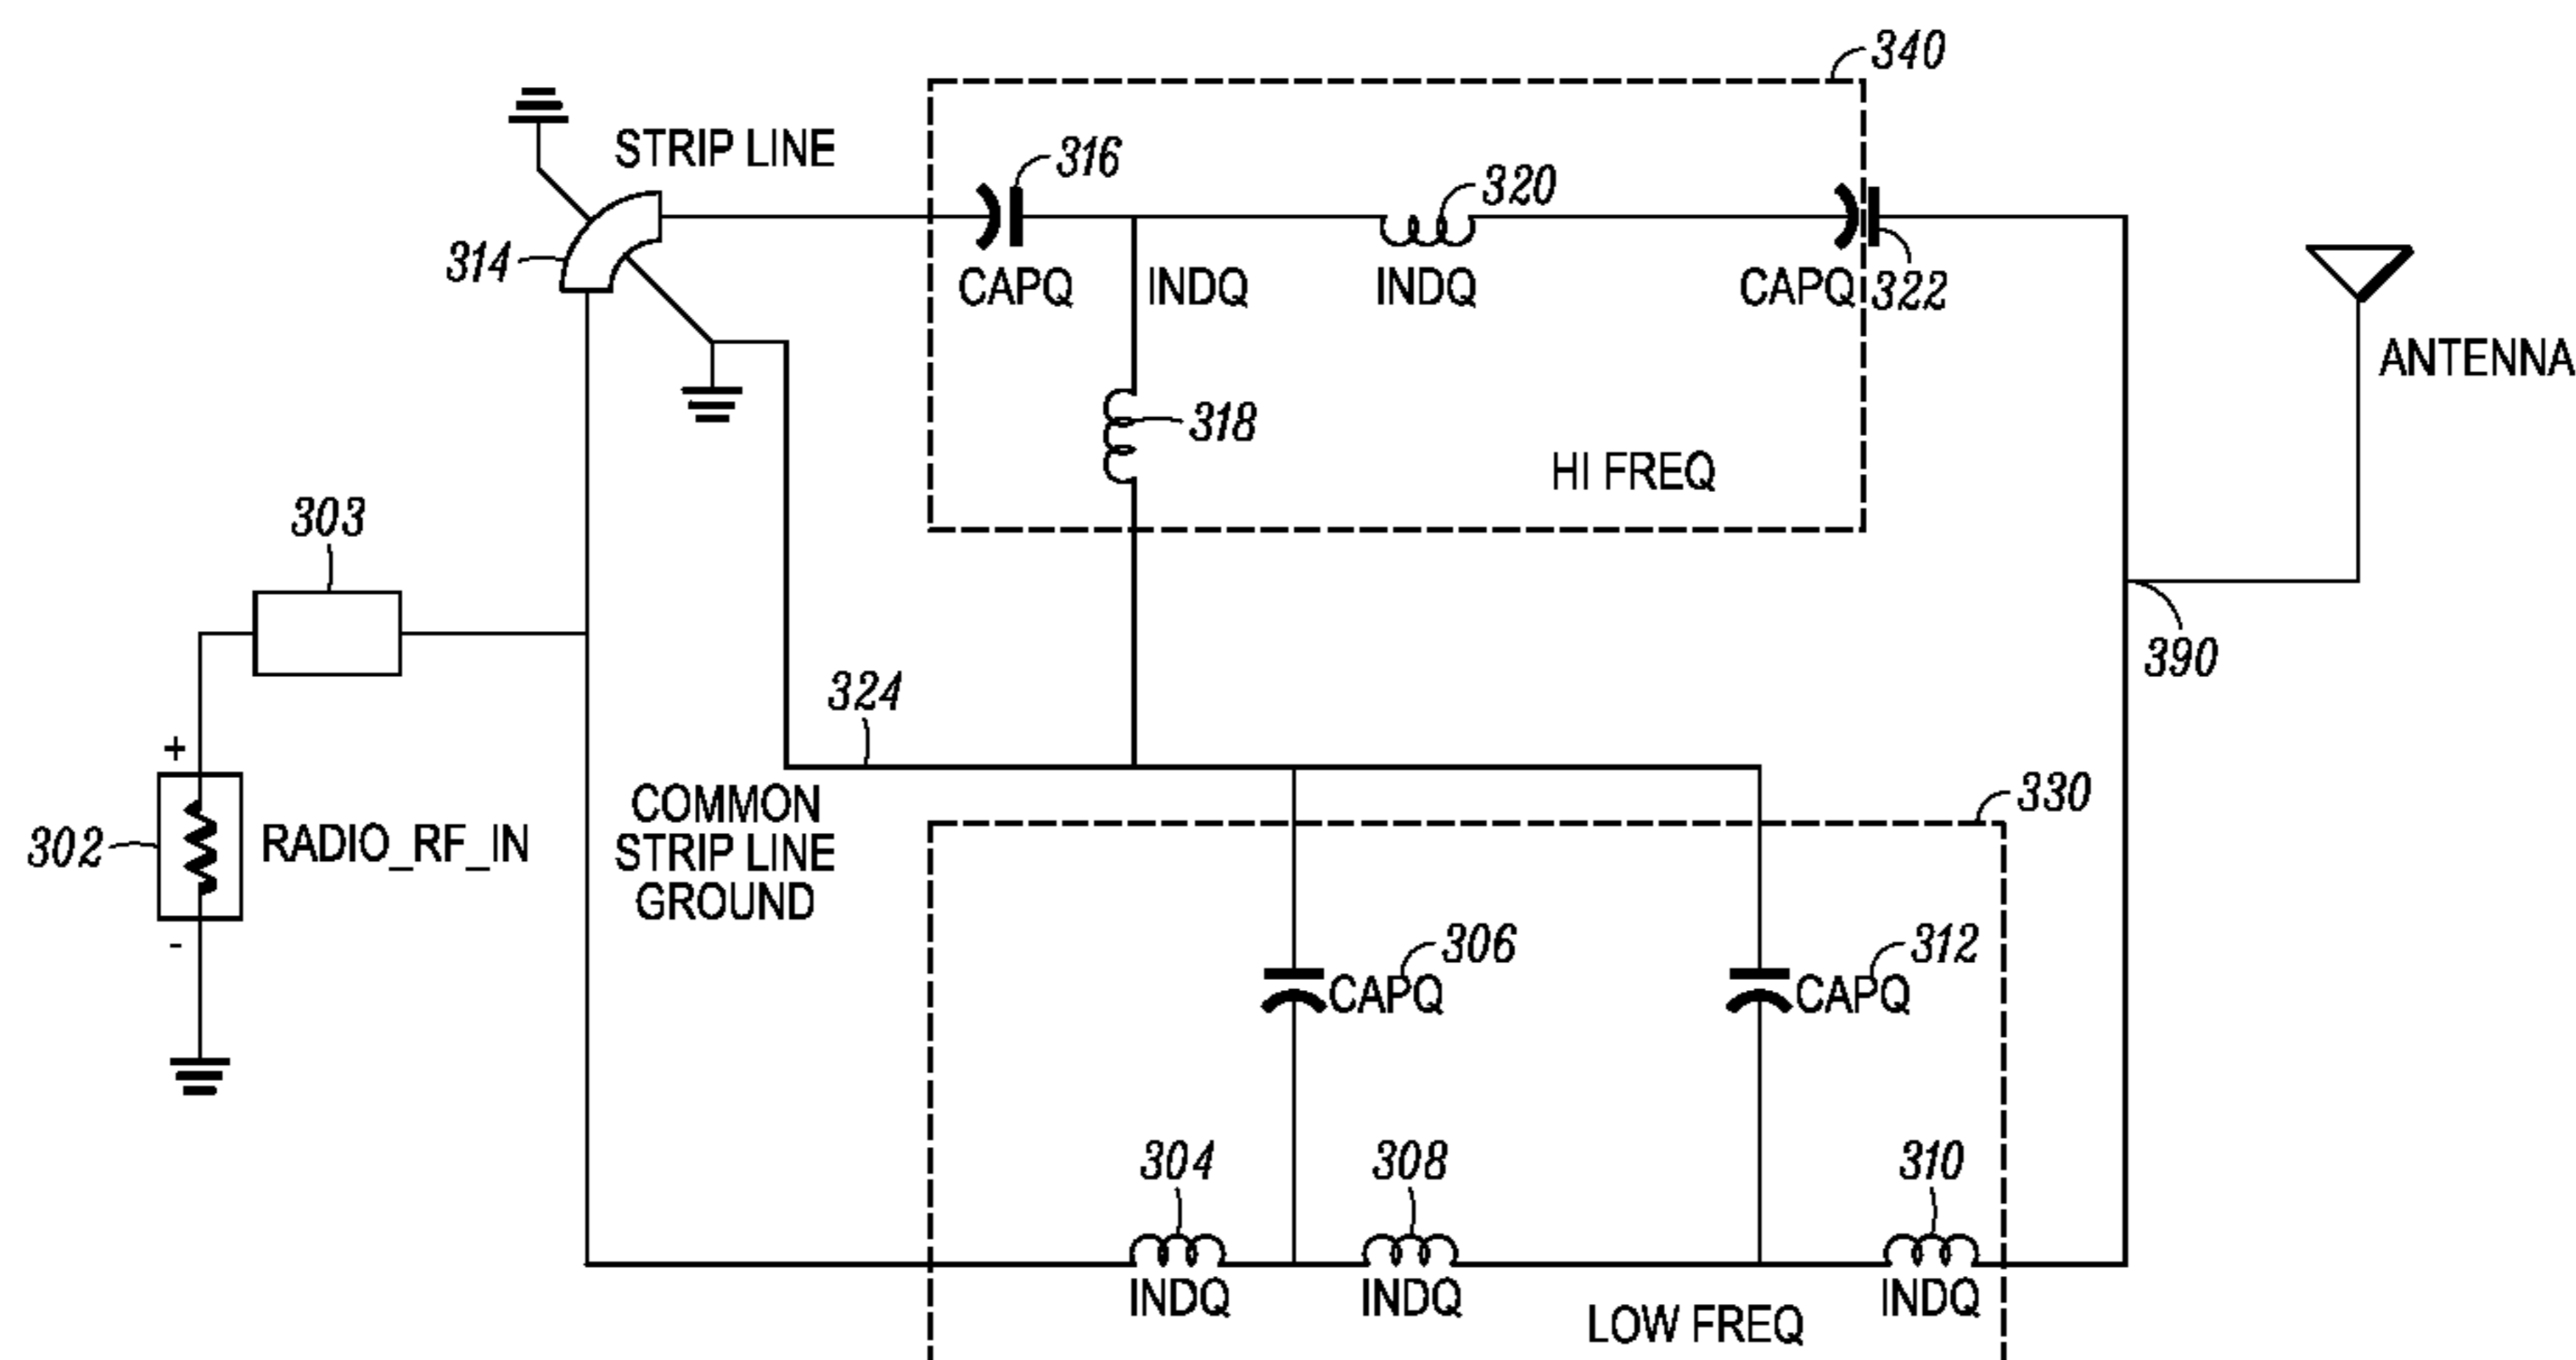 340
STRIP LINE
316
320
314
CAPQ
INDQ
INDQ
CAPQ
322
ANTENNA
318
HI FREQ
303
390
324
+
330
COMMON
STRIP LINE
GROUND
302
RADIO_RF_IN
-
306
CAPQ
312
CAPQ
304
308
310
INDQ
INDQ
INDQ
LOW FREQ